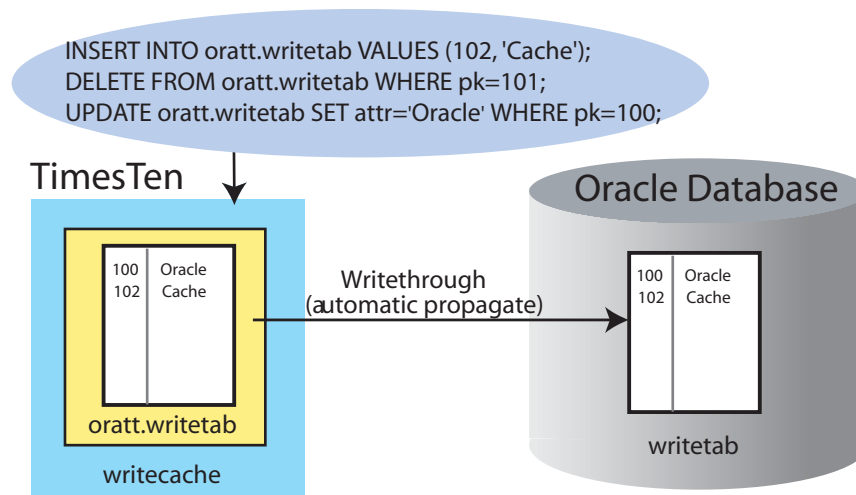 INSERT INTO oratt.writetab VALUES (102, 'Cache');
DELETE FROM oratt.writetab WHERE pk=101;
UPDATE oratt.writetab SET attr='Oracle' WHERE pk=100;
TimesTen
100 Oracle
102 Cache
oratt.writetab
writecache
Writethrough
(automatic propagate)
Oracle Database
100 Oracle
102 Cache
writetab